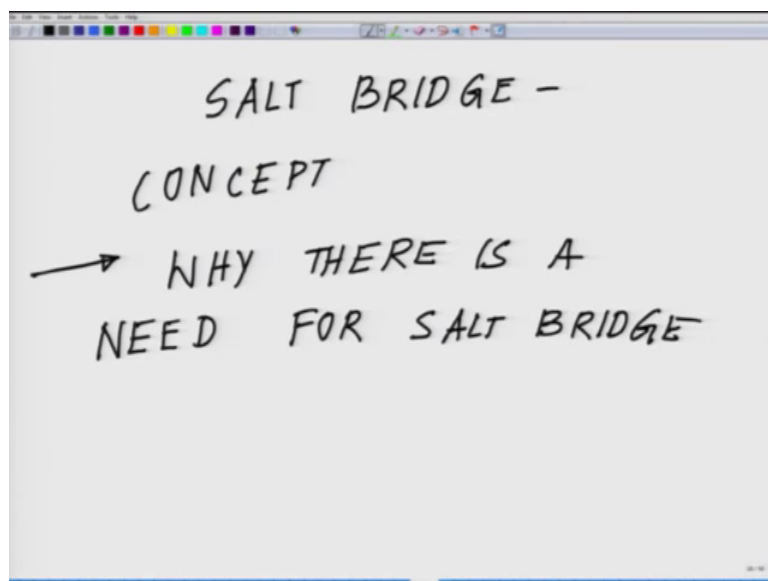 SALT BRIDGE -
CONCEPT
→ WHY THERE IS A
NEED FOR SALT BRIDGE